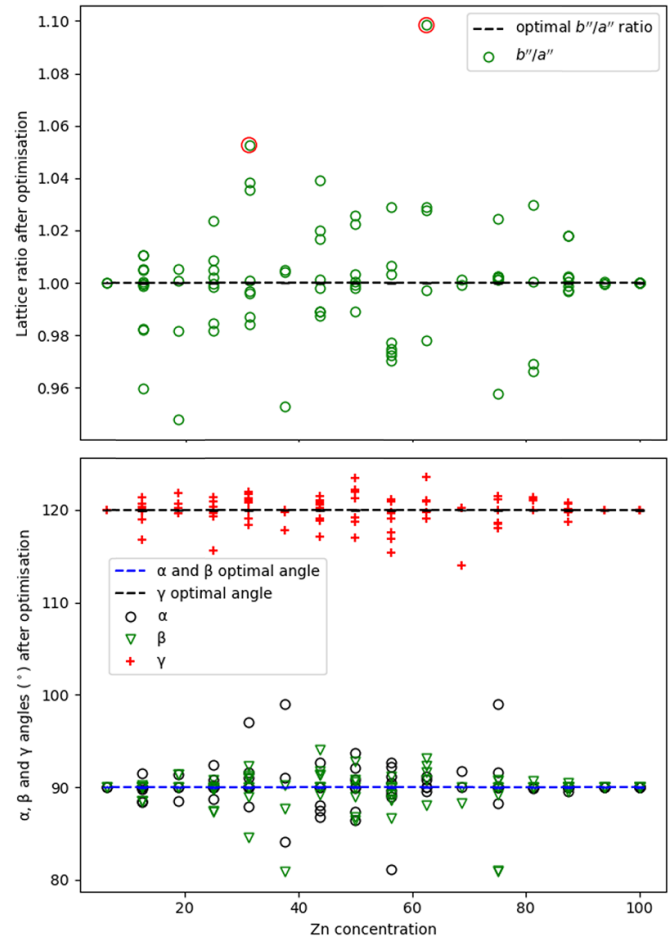 1.10
1.10
1.06
1.04
1.02
1.00
0.98
0.96
Lattice ratio after optimisation
optimal b″/a″ ratio
b″/a″
120
110
100
90
80
α, β and γ angles (°) after optimisation
α and β optimal angle
γ optimal angle
α
β
γ
20
40
60
80
100
Zn concentration